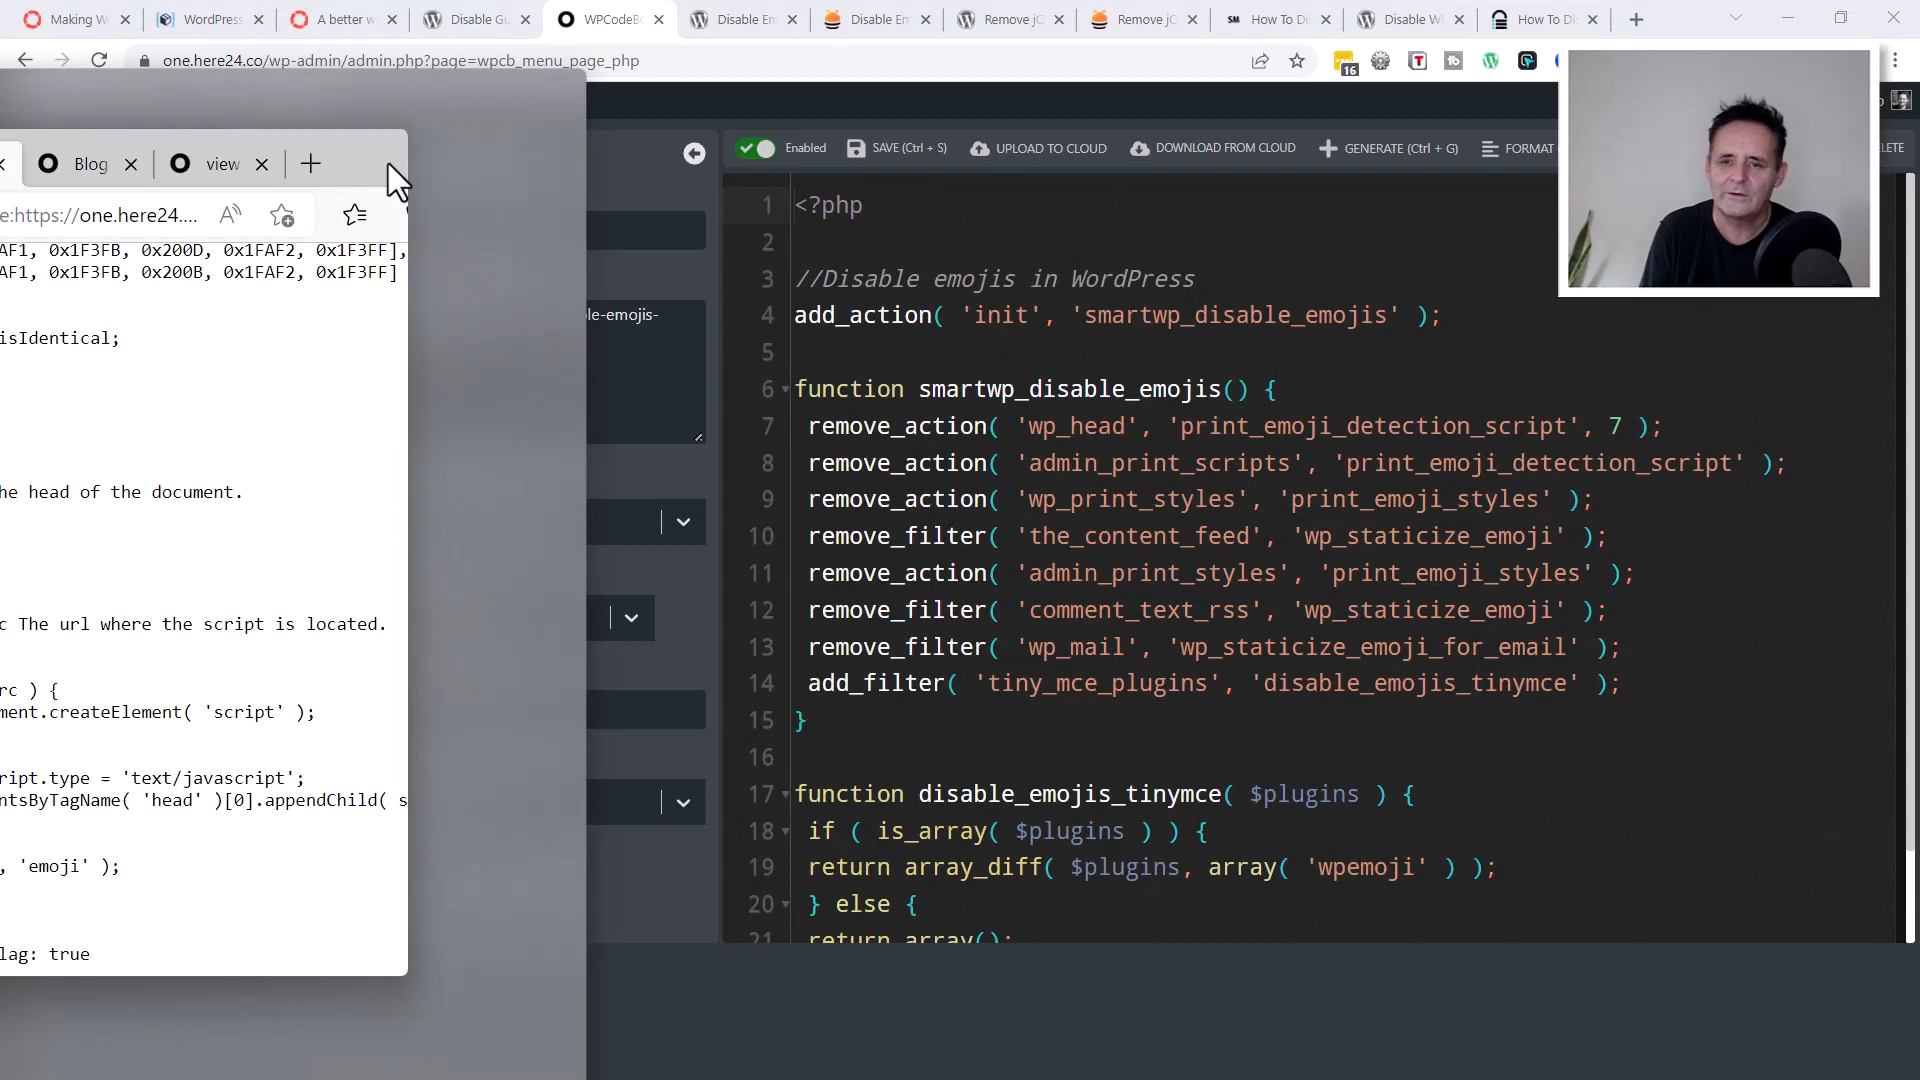 Making W
WordPress
A better w
Disable Gu
WPCodeBo
Disable Em
Disable Em
Remove jQ
Remove jQ
SM How To Di
Disable WP
How To Di
one.here24.co/wp-admin/admin.php?page=wpcb_menu_page_php
16
Blog
view
e:https://one.here24....
AF1, 0x1F3FB, 0x200D, 0x1FAF2, 0x1F3FF],
AF1, 0x1F3FB, 0x200B, 0x1FAF2, 0x1F3FF]
isIdentical;
he head of the document.
c The url where the script is located.
rc ) {
ment.createElement( 'script' );
ript.type = 'text/javascript';
ntsByTagName( 'head' )[0].appendChild( s
, 'emoji' );
lag: true
le-emojis-
Enabled
SAVE (Ctrl + S)
UPLOAD TO CLOUD
DOWNLOAD FROM CLOUD
GENERATE (Ctrl + G)
FORMAT
LETE
1 <?php
2
3 //Disable emojis in WordPress
4 add_action( 'init', 'smartwp_disable_emojis' );
5
6 function smartwp_disable_emojis() {
7 remove_action( 'wp_head', 'print_emoji_detection_script', 7 );
8 remove_action( 'admin_print_scripts', 'print_emoji_detection_script' );
9 remove_action( 'wp_print_styles', 'print_emoji_styles' );
10 remove_filter( 'the_content_feed', 'wp_staticize_emoji' );
11 remove_action( 'admin_print_styles', 'print_emoji_styles' );
12 remove_filter( 'comment_text_rss', 'wp_staticize_emoji' );
13 remove_filter( 'wp_mail', 'wp_staticize_emoji_for_email' );
14 add_filter( 'tiny_mce_plugins', 'disable_emojis_tinymce' );
15 }
16
17 function disable_emojis_tinymce( $plugins ) {
18 if ( is_array( $plugins ) ) {
19 return array_diff( $plugins, array( 'wpemoji' ) );
20 } else {
21 return array();